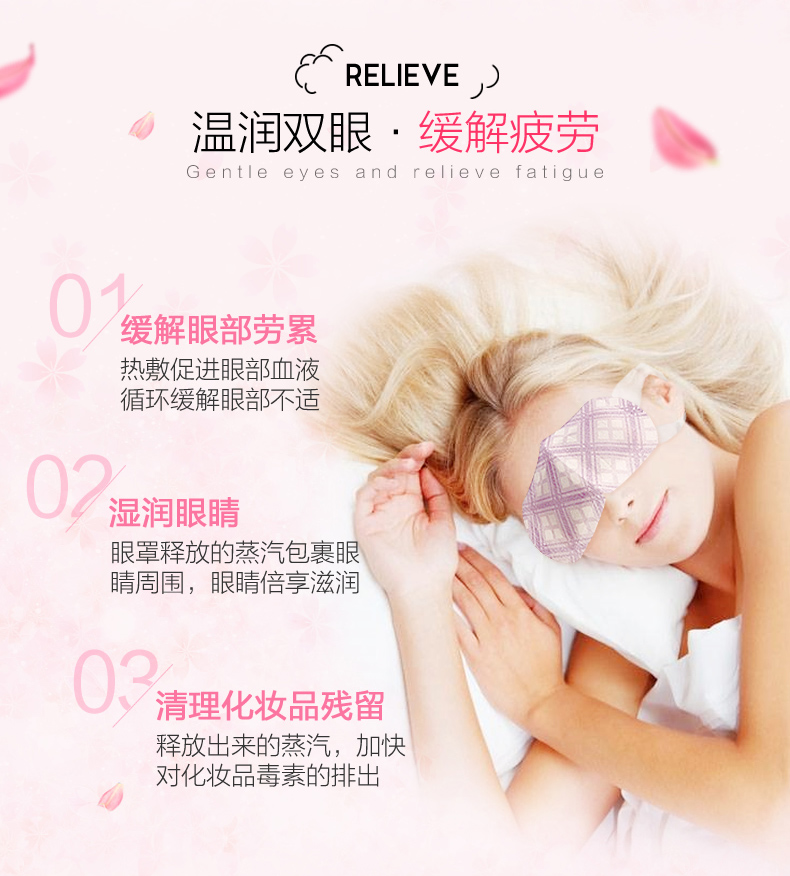 RELIEVE
温润双眼·缓解疲劳
Gentle eyes and relieve fatigue
01
缓解眼部劳累
热敷促进眼部血液
循环缓解眼部不适
02
湿润眼睛
眼罩释放的蒸汽包裹眼
睛周围，眼睛倍享滋润
03
清理化妆品残留
释放出来的蒸汽，加快
对化妆品毒素的排出